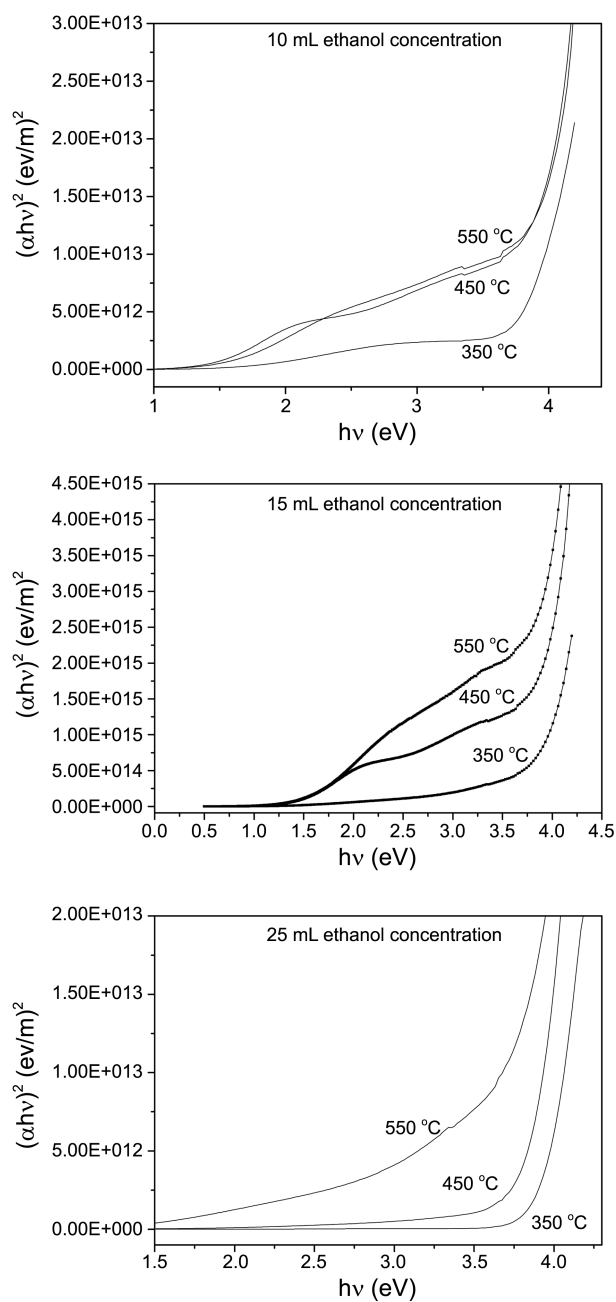 10 mL ethanol concentration
3.00E+013
2.50E+013
2.00E+013
1.50E+013
1.00E+013
5.00E+012
0.00E+000
(αhν)² (ev/m)²
550 °C
450 °C
350 °C
1 2 3 4
hν (eV)
15 mL ethanol concentration
4.50E+015
4.00E+015
3.50E+015
3.00E+015
2.50E+015
2.00E+015
1.50E+015
1.00E+015
5.00E+014
0.00E+000
(αhν)² (ev/m)²
550 °C
450 °C
350 °C
0.0 0.5 1.0 1.5 2.0 2.5 3.0 3.5 4.0 4.5
hν (eV)
25 mL ethanol concentration
2.00E+013
1.50E+013
1.00E+013
5.00E+012
0.00E+000
(αhν)² (ev/m)²
550 °C
450 °C
350 °C
1.5 2.0 2.5 3.0 3.5 4.0
hν (eV)